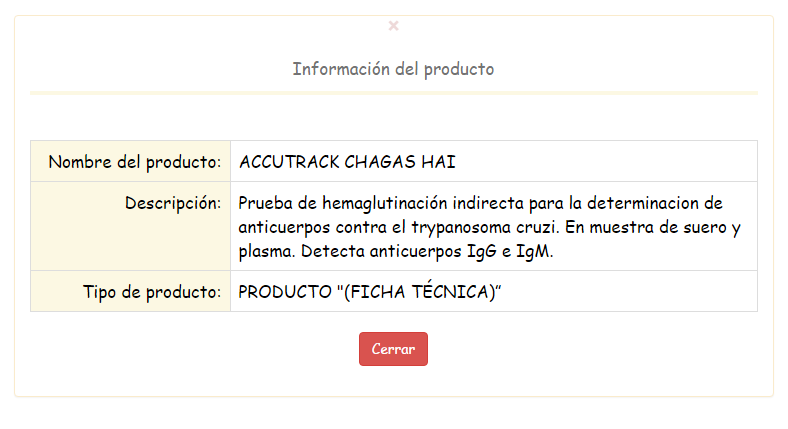 ×
Información del producto
Nombre del producto: ACCUTRACK CHAGAS HAI
Descripción: Prueba de hemaglutinación indirecta para la determinacion de
anticuerpos contra el trypanosoma cruzi. En muestra de suero y
plasma. Detecta anticuerpos IgG e IgM.
Tipo de producto: PRODUCTO "(FICHA TÉCNICA)”
Cerrar